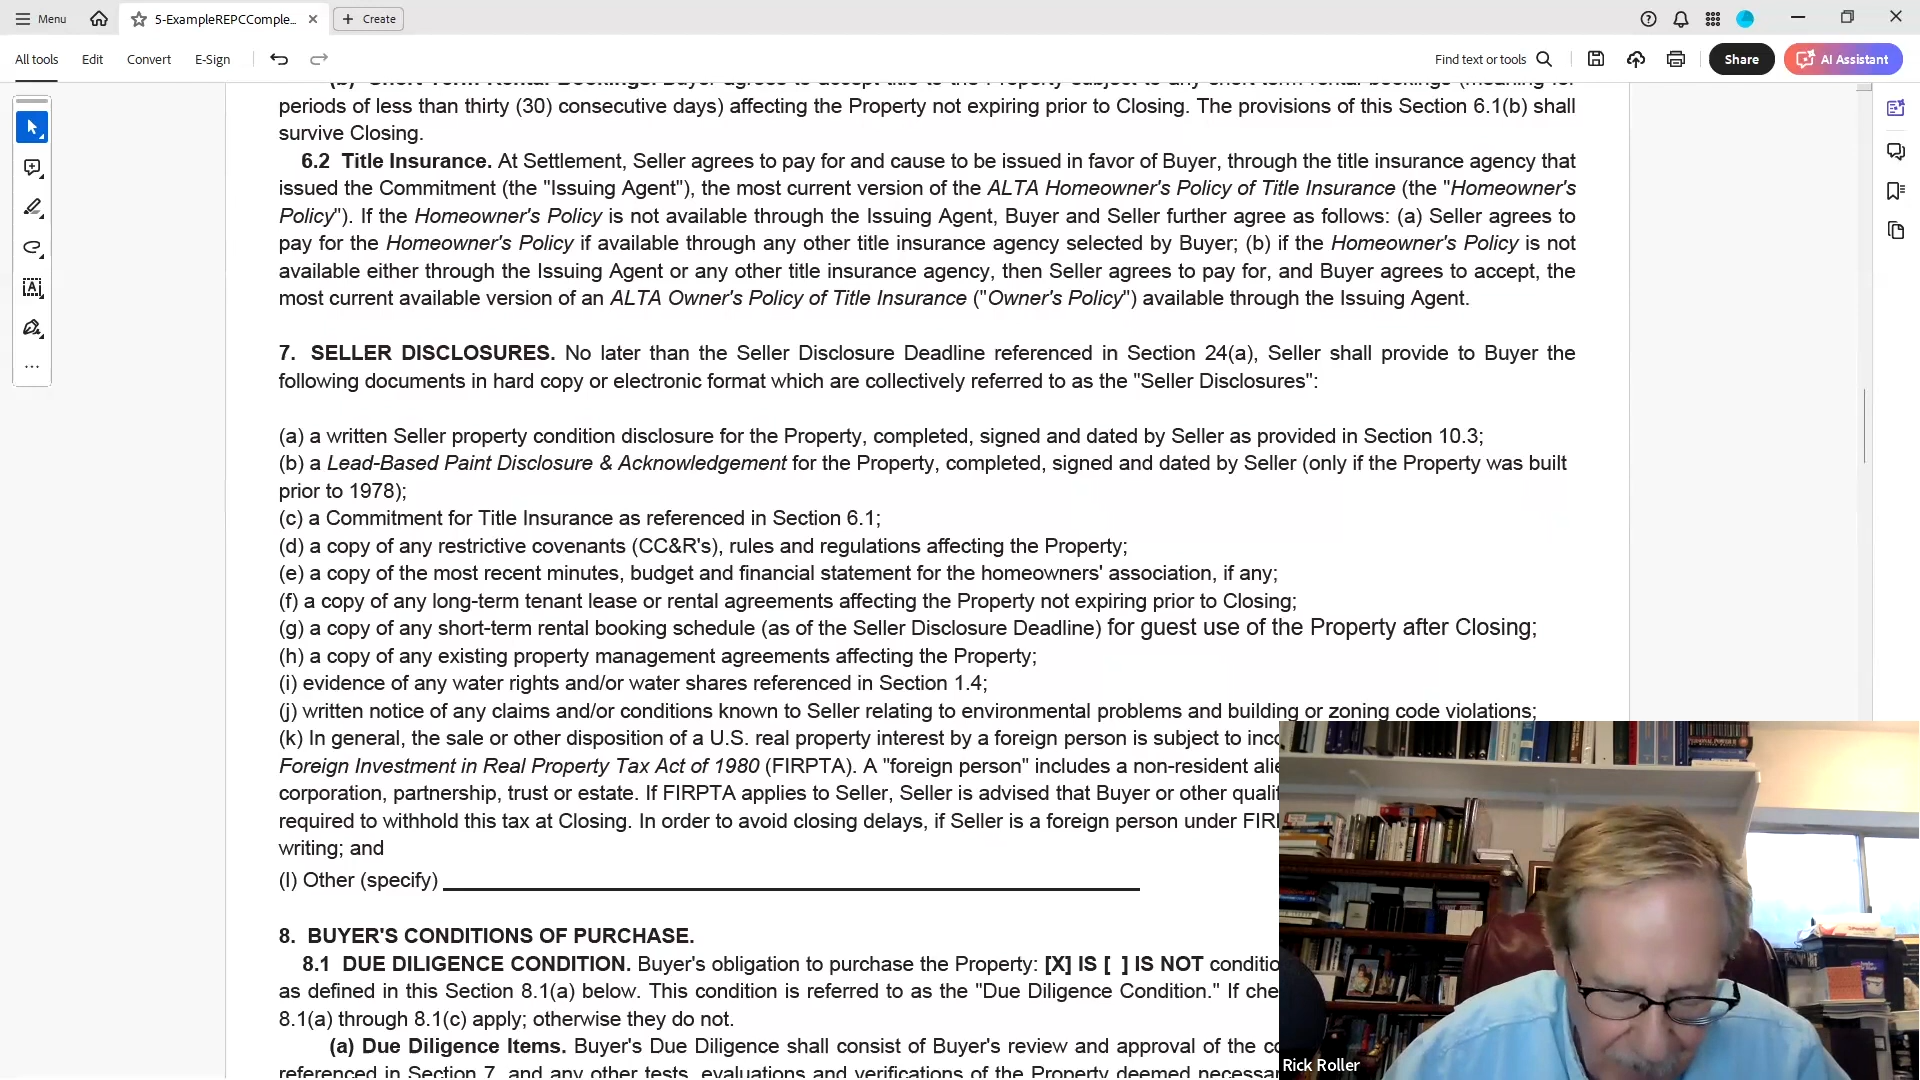 Menu
5-ExampleREPCComple...
Create
All tools
Edit
Convert
E-Sign
Find text or tools
Share
AI Assistant
periods of less than thirty (30) consecutive days) affecting the Property not expiring prior to Closing. The provisions of this Section 6.1(b) shall
survive Closing.
6.2 Title Insurance. At Settlement, Seller agrees to pay for and cause to be issued in favor of Buyer, through the title insurance agency that
issued the Commitment (the "Issuing Agent"), the most current version of the ALTA Homeowner's Policy of Title Insurance (the "Homeowner's
Policy"). If the Homeowner's Policy is not available through the Issuing Agent, Buyer and Seller further agree as follows: (a) Seller agrees to
pay for the Homeowner's Policy if available through any other title insurance agency selected by Buyer; (b) if the Homeowner's Policy is not
available either through the Issuing Agent or any other title insurance agency, then Seller agrees to pay for, and Buyer agrees to accept, the
most current available version of an ALTA Owner's Policy of Title Insurance ("Owner's Policy") available through the Issuing Agent.
7. SELLER DISCLOSURES. No later than the Seller Disclosure Deadline referenced in Section 24(a), Seller shall provide to Buyer the
following documents in hard copy or electronic format which are collectively referred to as the "Seller Disclosures":
(a) a written Seller property condition disclosure for the Property, completed, signed and dated by Seller as provided in Section 10.3;
(b) a Lead-Based Paint Disclosure & Acknowledgement for the Property, completed, signed and dated by Seller (only if the Property was built
prior to 1978);
(c) a Commitment for Title Insurance as referenced in Section 6.1;
(d) a copy of any restrictive covenants (CC&R's), rules and regulations affecting the Property;
(e) a copy of the most recent minutes, budget and financial statement for the homeowners' association, if any;
(f) a copy of any long-term tenant lease or rental agreements affecting the Property not expiring prior to Closing;
(g) a copy of any short-term rental booking schedule (as of the Seller Disclosure Deadline) for guest use of the Property after Closing;
(h) a copy of any existing property management agreements affecting the Property;
(i) evidence of any water rights and/or water shares referenced in Section 1.4;
(j) written notice of any claims and/or conditions known to Seller relating to environmental problems and building or zoning code violations;
(k) In general, the sale or other disposition of a U.S. real property interest by a foreign person is subject to
Foreign Investment in Real Property Tax Act of 1980 (FIRPTA). A "foreign person" includes a non-resident
corporation, partnership, trust or estate. If FIRPTA applies to Seller, Seller is advised that Buyer or other
required to withhold this tax at Closing. In order to avoid closing delays, if Seller is a foreign person under
writing; and
(l) Other (specify)
8. BUYER'S CONDITIONS OF PURCHASE.
8.1 DUE DILIGENCE CONDITION. Buyer's obligation to purchase the Property: [X] IS [ ] IS NOT
as defined in this Section 8.1(a) below. This condition is referred to as the "Due Diligence Condition." If
8.1(a) through 8.1(c) apply; otherwise they do not.
(a) Due Diligence Items. Buyer's Due Diligence shall consist of Buyer's review and approval of the
referenced in Section 7, and any other tests, evaluations and verifications of the Property deemed
Rick Roller